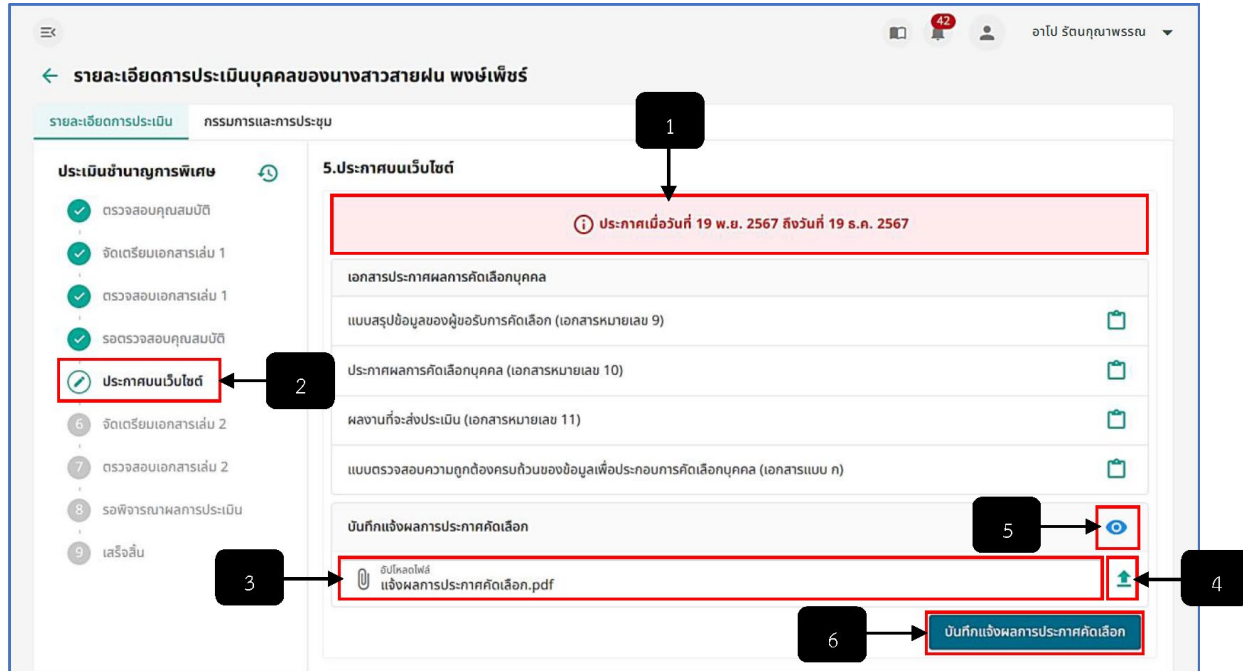 42
อาโป รัตนกุณาพรรณ
รายละเอียดการประเมินบุคคลของนางสาวสายฝน พงษ์เพ็ชร์
รายละเอียดการประเมิน กรรมการและการประชุม
1
ประเมินชำนาญการพิเศษ
ตรวจสอบคุณสมบัติ
จัดเตรียมเอกสารเล่ม 1
ตรวจสอบเอกสารเล่ม 1
รอตรวจสอบคุณสมบัติ
ประกาศบนเว็บไซต์
2
6 จัดเตรียมเอกสารเล่ม 2
7 ตรวจสอบเอกสารเล่ม 2
8 รอพิจารณาผลการประเมิน
9 เสร็จสิ้น
5.ประกาศบนเว็บไซต์
ประกาศเมื่อวันที่ 19 พ.ย. 2567 ถึงวันที่ 19 ธ.ค. 2567
เอกสารประกาศผลการคัดเลือกบุคคล
แบบสรุปข้อมูลของผู้ขอรับการคัดเลือก (เอกสารหมายเลข 9)
ประกาศผลการคัดเลือกบุคคล (เอกสารหมายเลข 10)
ผลงานที่จะส่งประเมิน (เอกสารหมายเลข 11)
แบบตรวจสอบความถูกต้องครบถ้วนของข้อมูลเพื่อประกอบการคัดเลือกบุคคล (เอกสารแบบ ก)
บันทึกแจ้งผลการประกาศคัดเลือก
5
3
อัปโหลดไฟล์
แจ้งผลการประกาศคัดเลือก.pdf
4
6
บันทึกแจ้งผลการประกาศคัดเลือก